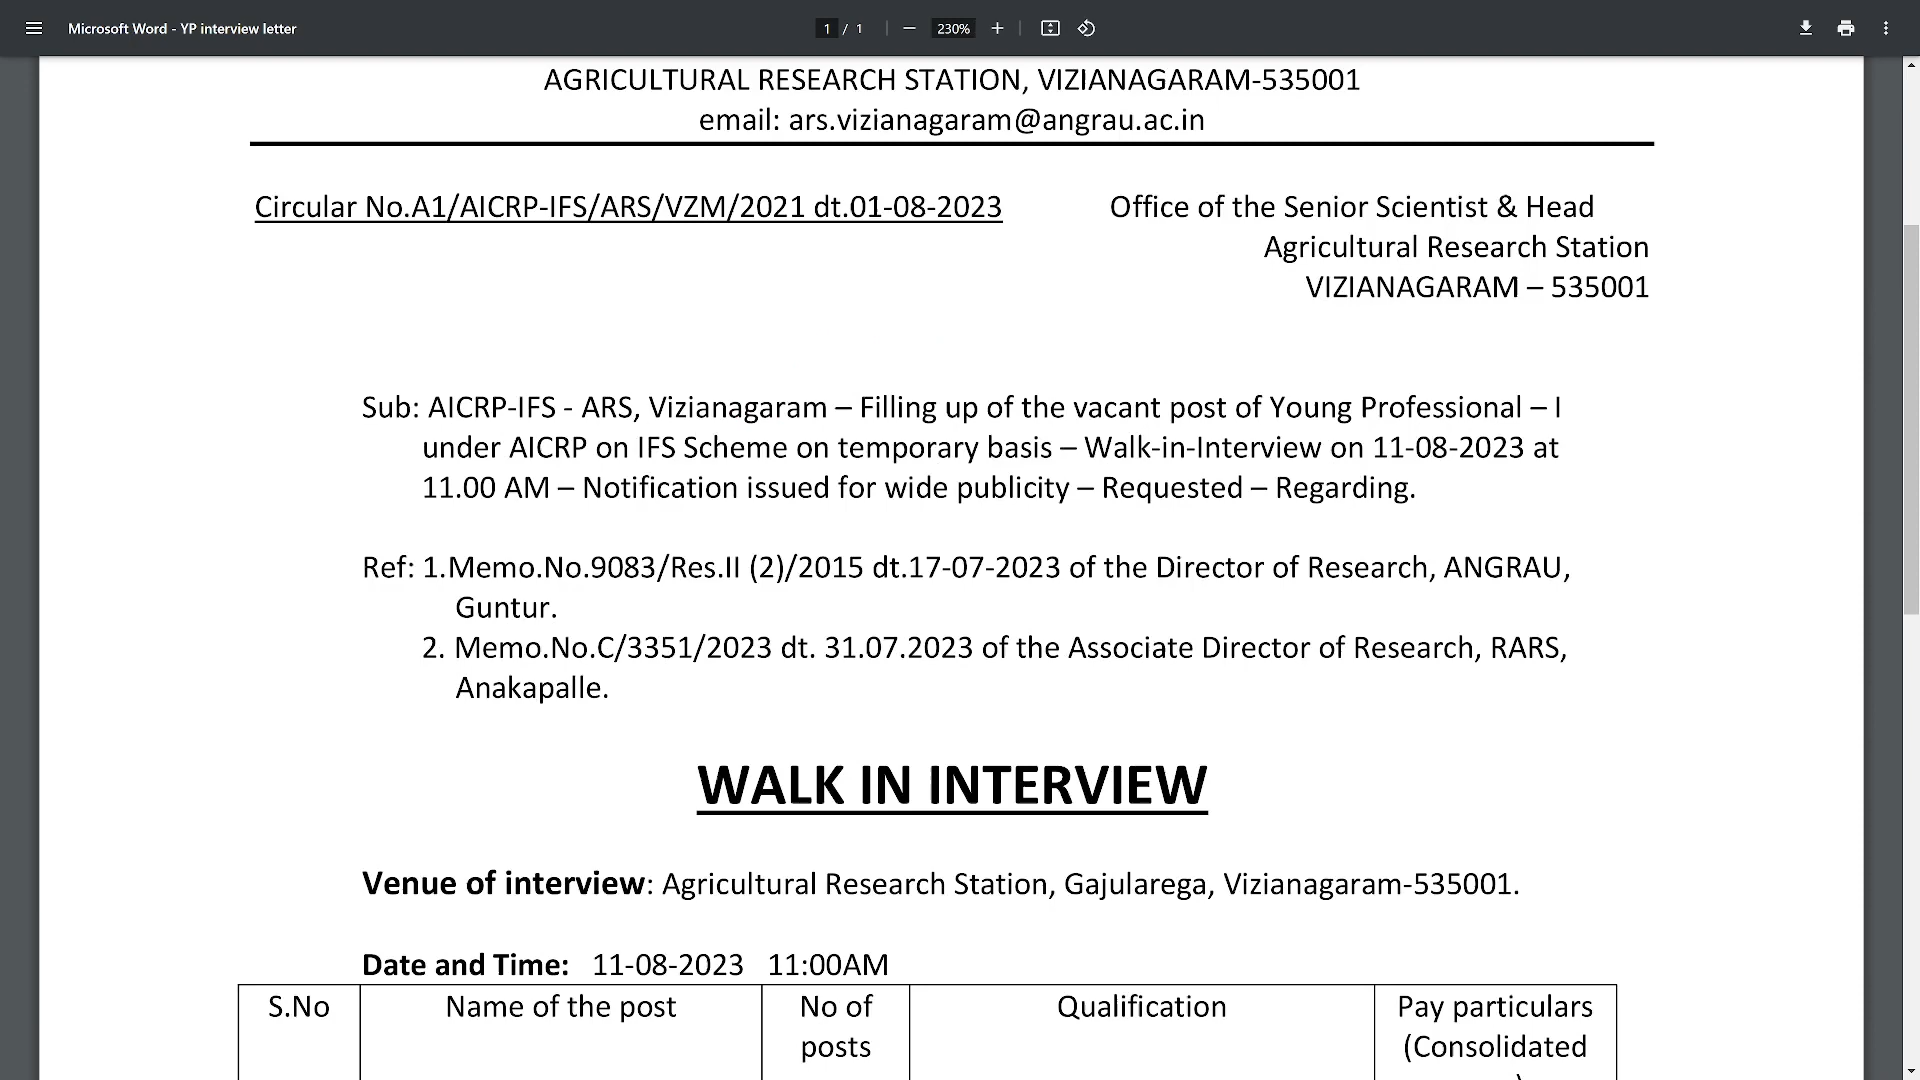 Microsoft Word - YP interview letter
1 / 1
230%
AGRICULTURAL RESEARCH STATION, VIZIANAGARAM-535001
email: ars.vizianagaram@angrau.ac.in
Circular No.A1/AICRP-IFS/ARS/VZM/2021 dt.01-08-2023
Office of the Senior Scientist & Head
Agricultural Research Station
VIZIANAGARAM – 535001
Sub: AICRP-IFS - ARS, Vizianagaram – Filling up of the vacant post of Young Professional – I
under AICRP on IFS Scheme on temporary basis – Walk-in-Interview on 11-08-2023 at
11.00 AM – Notification issued for wide publicity – Requested – Regarding.
Ref: 1.Memo.No.9083/Res.II (2)/2015 dt.17-07-2023 of the Director of Research, ANGRAU,
Guntur.
2. Memo.No.C/3351/2023 dt. 31.07.2023 of the Associate Director of Research, RARS,
Anakapalle.
WALK IN INTERVIEW
Venue of interview: Agricultural Research Station, Gajularega, Vizianagaram-535001.
Date and Time: 11-08-2023 11:00AM
S.No
Name of the post
No of
posts
Qualification
Pay particulars
(Consolidated